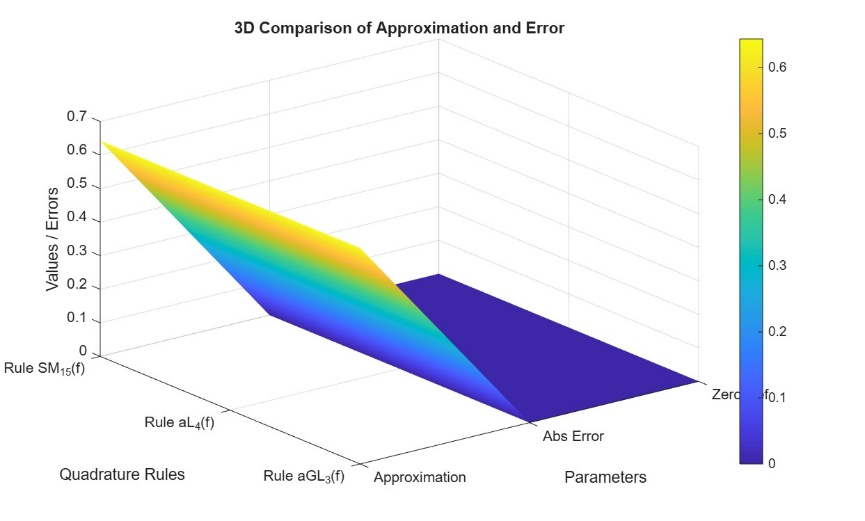 3D Comparison of Approximation and Error
0.7
0.6
0.5
0.4
0.3
0.2
0.1
0
Values / Errors
Rule SM₁₅(f)
Rule aL₄(f)
Rule aGL₃(f)
Quadrature Rules
Approximation
Abs Error
Parameters
0.6
0.5
0.4
0.3
0.2
0.1
0